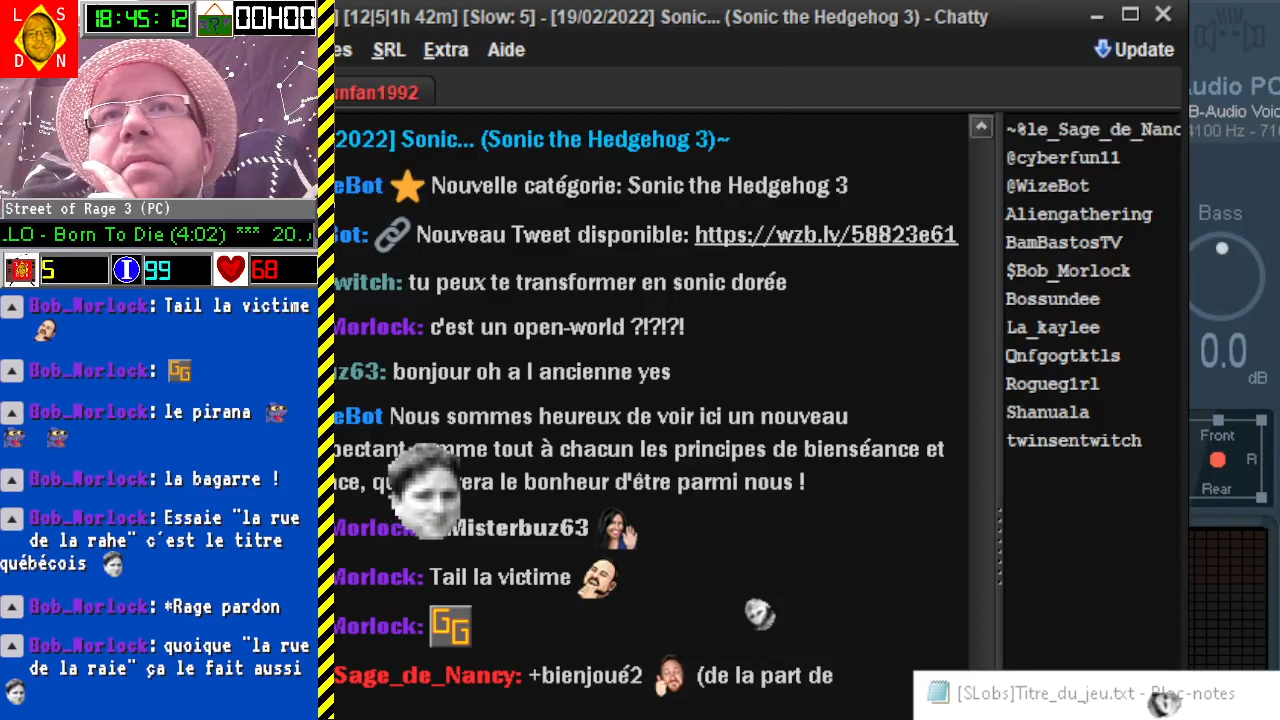 L S
D N
18:45:12
00H00
Street of Rage 3 (PC)
LO - Born To Die (4:02) *** 20
5
99
68
Bob_Morlock: Tail la victime
Bob_Morlock: GG
Bob_Morlock: le pirana
Bob_Morlock: la bagarre !
Bob_Morlock: Essaie "la rue
de la rahe" c'est le titre
québécois
Bob_Morlock: *Rage pardon
Bob_Morlock: quoique "la rue
de la raie" ça le fait aussi
] [12|5|1h 42m] [Slow: 5] - [19/02/2022] Sonic... (Sonic the Hedgehog 3) - Chatty
es SRL Extra Aide
Update
nfan1992
2022] Sonic... (Sonic the Hedgehog 3)~
eBot Nouvelle catégorie: Sonic the Hedgehog 3
Bot: Nouveau Tweet disponible: https://wzb.lv/58823e61
witch: tu peux te transformer en sonic dorée
Morlock: c'est un open-world ?!?!?!
uz63: bonjour oh a l ancienne yes
eBot Nous sommes heureux de voir ici un nouveau
pectant comme tout à chacun les principes de bienséance et
le bonheur d'être parmi nous !
Morlock: Misterbuz63
Morlock: Tail la victime
Morlock: GG
Sage_de_Nancy: +bienjoué2 (de la part de
~%le_Sage_de_Nanc
@cyberfun11
@WizeBot
Aliengathering
BamBastosTV
$Bob_Morlock
Bossundee
La_kaylee
Qnfgogtktls
Rogueg1rl
Shanuala
twinsentwitch
udio PC
B-Audio Voic
4100 Hz - 71
Bass
0.0
dB
Front
R
Rear
[SLobs]Titre_du_jeu.txt - Bloc-notes